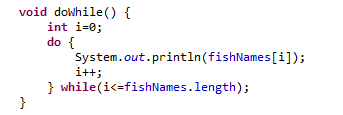 void doWhile() {
    int i=0;
    do {
        System.out.println(fishNames[i]);
        i++;
    } while(i<=fishNames.length);
}